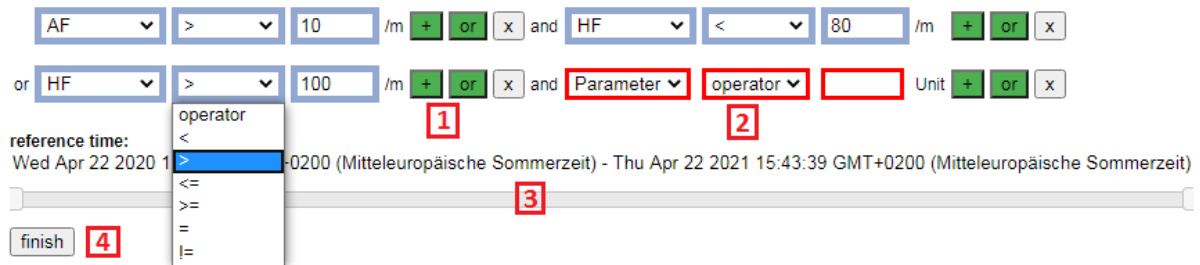 AF > 10 /m + or x and HF < 80 /m + or x
or HF > 100 /m + or x and Parameter operator Unit + or x
1 2
operator
reference time:
<
Wed Apr 22 2020 1 > +0200 (Mitteleuropäische Sommerzeit) - Thu Apr 22 2021 15:43:39 GMT+0200 (Mitteleuropäische Sommerzeit)
<=
>=
3
finish 4
=
!=